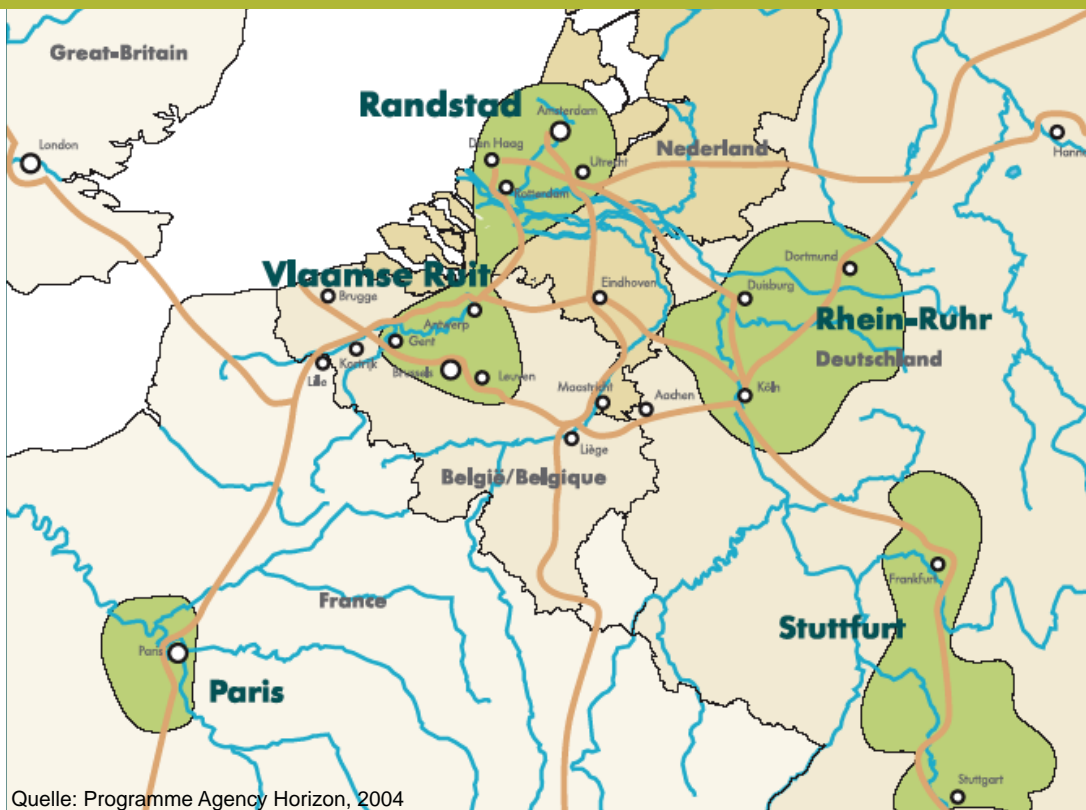 Great-Britain
Randstad
Amsterdam
London
Den Haag
Utrecht
Nederland
Hann
Rotterdam
Vlaamse Ruit
Dortmund
Brugge
Eindhoven
Duisburg
Antwerp
Rhein-Ruhr
Gent
Kortrijk
Deutschland
Lille
Brussels
Leuven
Maastricht
Aachen
Köln
Liège
België/Belgique
Frankfurt
France
Stuttfurt
Paris
Paris
Stuttgart
Quelle: Programme Agency Horizon, 2004